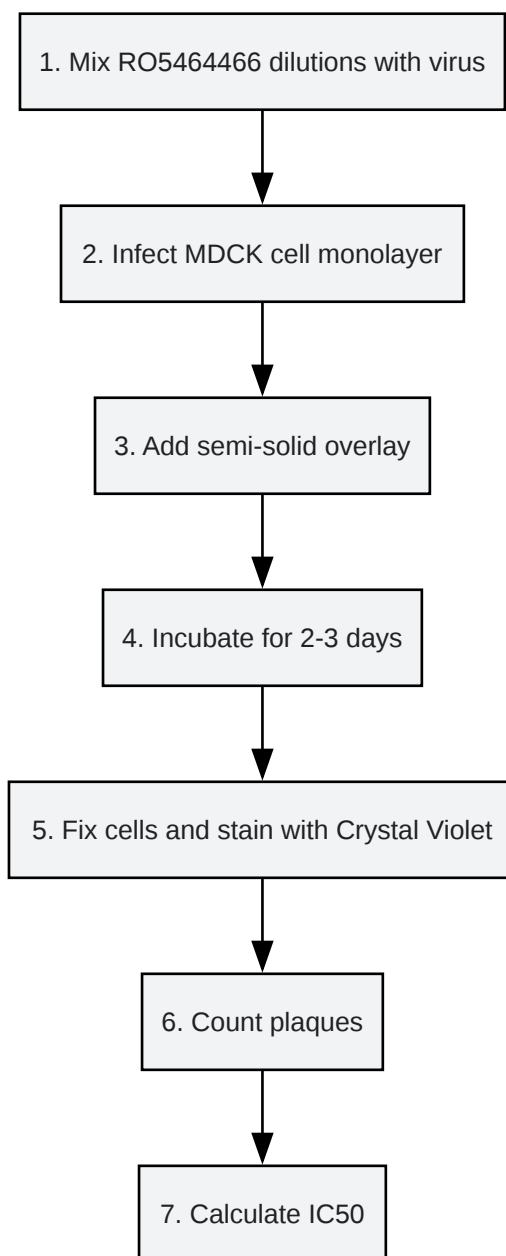 1. Mix RO5464466 dilutions with virus
2. Infect MDCK cell monolayer
3. Add semi-solid overlay
4. Incubate for 2-3 days
5. Fix cells and stain with Crystal Violet
6. Count plaques
7. Calculate IC50